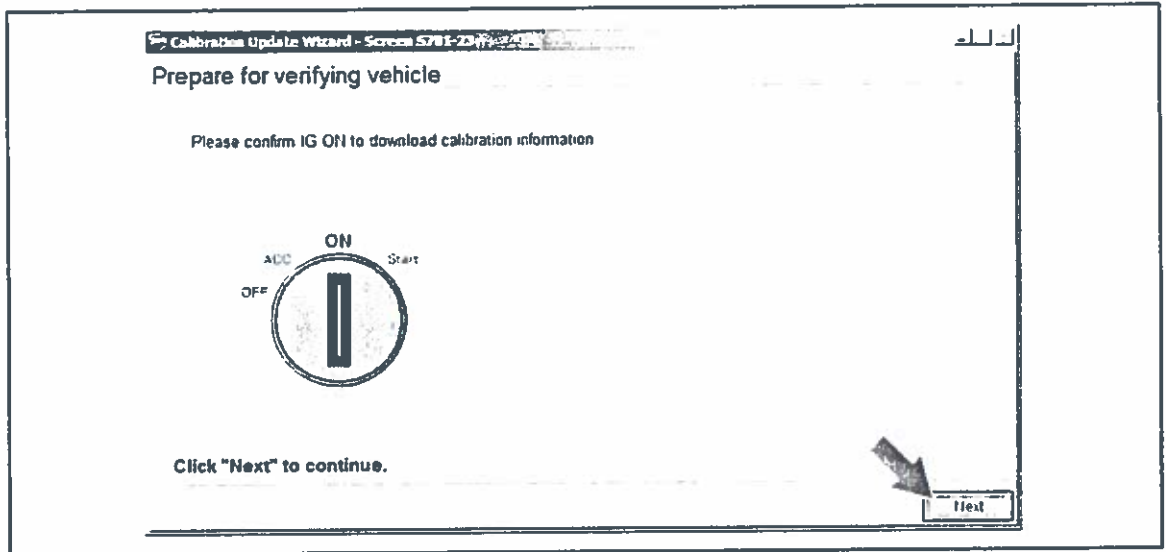 Calibration Update Wizard - Screen
Prepare for verifying vehicle
Please confirm IG ON to download calibration information
ON
ACC
Start
OFF
Click "Next" to continue.
Next